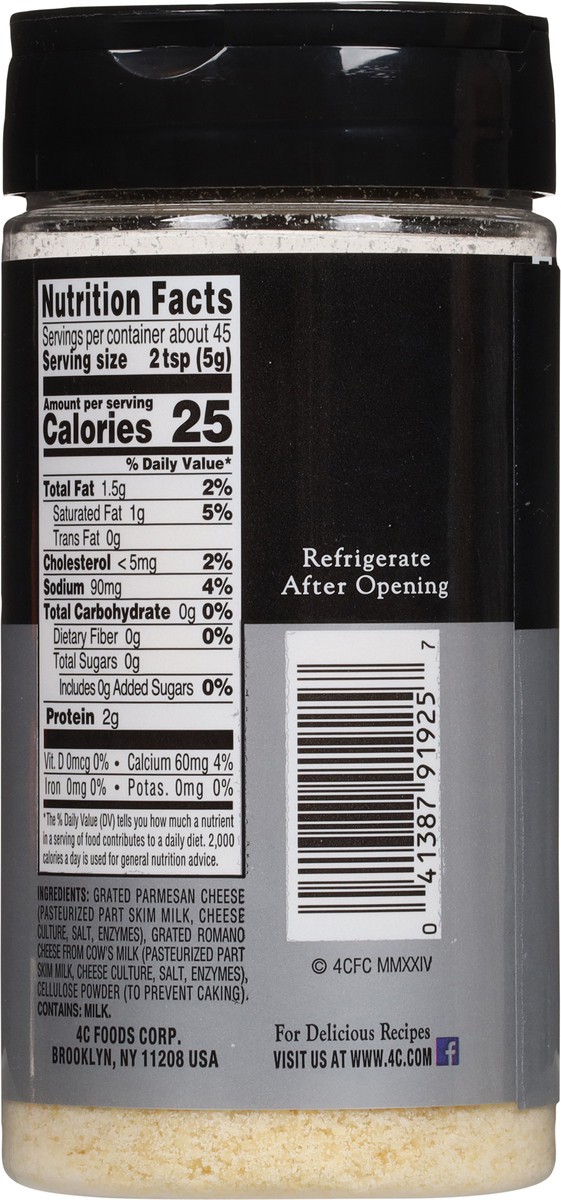 Nutrition Facts
Servings per container about 45
Serving size 2 tsp (5g)
Amount per serving
Calories 25
% Daily Value*
Total Fat 1.5g 2%
Saturated Fat 1g 5%
Trans Fat 0g
Cholesterol <5mg 2%
Sodium 90mg 4%
Total Carbohydrate 0g 0%
Dietary Fiber 0g 0%
Total Sugars 0g
Includes 0g Added Sugars 0%
Protein 2g
Vit. D 0mcg 0% • Calcium 60mg 4%
Iron 0mg 0% • Potas. 0mg 0%
*The % Daily Value (DV) tells you how much a nutrient
in a serving of food contributes to a daily diet. 2,000
calories a day is used for general nutrition advice.
INGREDIENTS: GRATED PARMESAN CHEESE
(PASTEURIZED PART SKIM MILK, CHEESE
CULTURE, SALT, ENZYMES), GRATED ROMANO
CHEESE FROM COW'S MILK (PASTEURIZED PART
SKIM MILK, CHEESE CULTURE, SALT, ENZYMES),
CELLULOSE POWDER (TO PREVENT CAKING).
CONTAINS: MILK.
4C FOODS CORP.
BROOKLYN, NY 11208 USA
Refrigerate
After Opening
0 41387 91925 7
© 4CFC MMXXIV
For Delicious Recipes
VISIT US AT WWW.4C.COM f